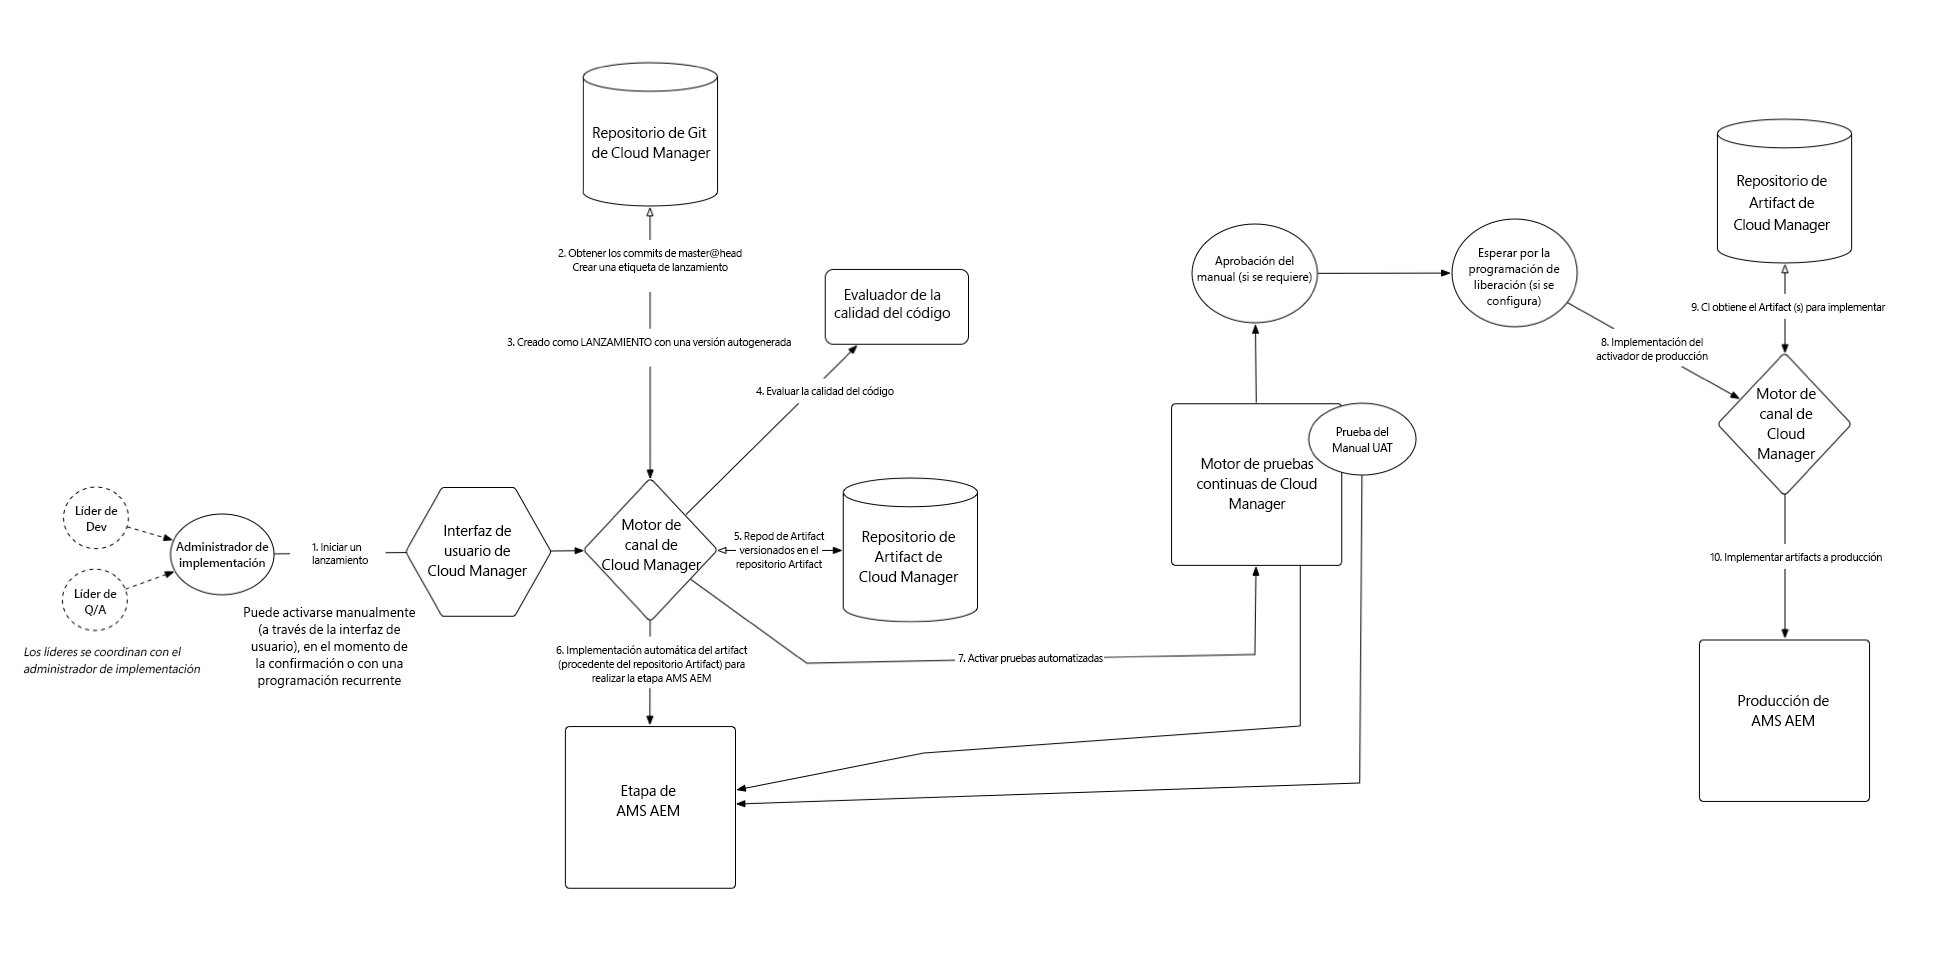 Repositorio de Git
de Cloud Manager
2. Obtener los commits de master@head
Crear una etiqueta de lanzamiento
3. Creado como LANZAMIENTO con una versión autogenerada
Evaluador de la
calidad del código
4. Evaluar la calidad del código
Líder de
Dev
Líder de
Q/A
Los líderes se coordinan con el
administrador de implementación
Administrador de
implementación
1. Iniciar un
lanzamiento
Puede activarse manualmente
(a través de la interfaz de
usuario), en el momento de
la confirmación o con una
programación recurrente
Interfaz de
usuario de
Cloud Manager
Motor de
canal de
Cloud Manager
5. Repod de Artifact
versionados en el
repositorio Artifact
Repositorio de
Artifact de
Cloud Manager
6. Implementación automática del artifact
(procedente del repositorio Artifact) para
realizar la etapa AMS AEM
Etapa de
AMS AEM
7. Activar pruebas automatizadas
Motor de pruebas
continuas de Cloud
Manager
Prueba del
Manual UAT
Aprobación del
manual (si se requiere)
Esperar por la
programación de
liberación (si se
configura)
8. Implementación del
activador de producción
Repositorio de
Artifact de
Cloud Manager
9. CI obtiene el Artifact (s) para implementar
Motor de
canal de
Cloud
Manager
10. Implementar artifacts a producción
Producción de
AMS AEM